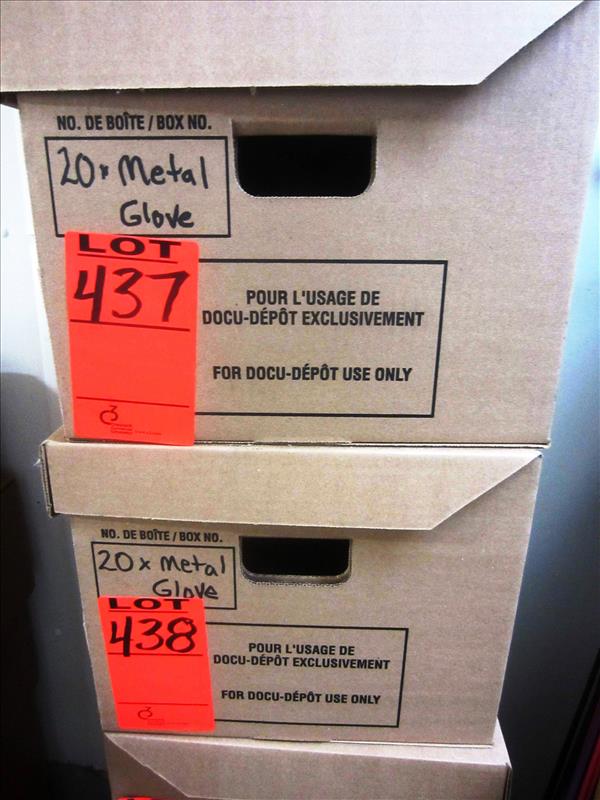 NO. DE BOÎTE / BOX NO.
20x Metal
Glove
LOT
437
POUR L'USAGE DE
DOCU-DÉPÔT EXCLUSIVEMENT
FOR DOCU-DÉPÔT USE ONLY
NO. DE BOÎTE / BOX NO.
20x Metal
Glove
LOT
438
POUR L'USAGE DE
DOCU-DÉPÔT EXCLUSIVEMENT
FOR DOCU-DÉPÔT USE ONLY